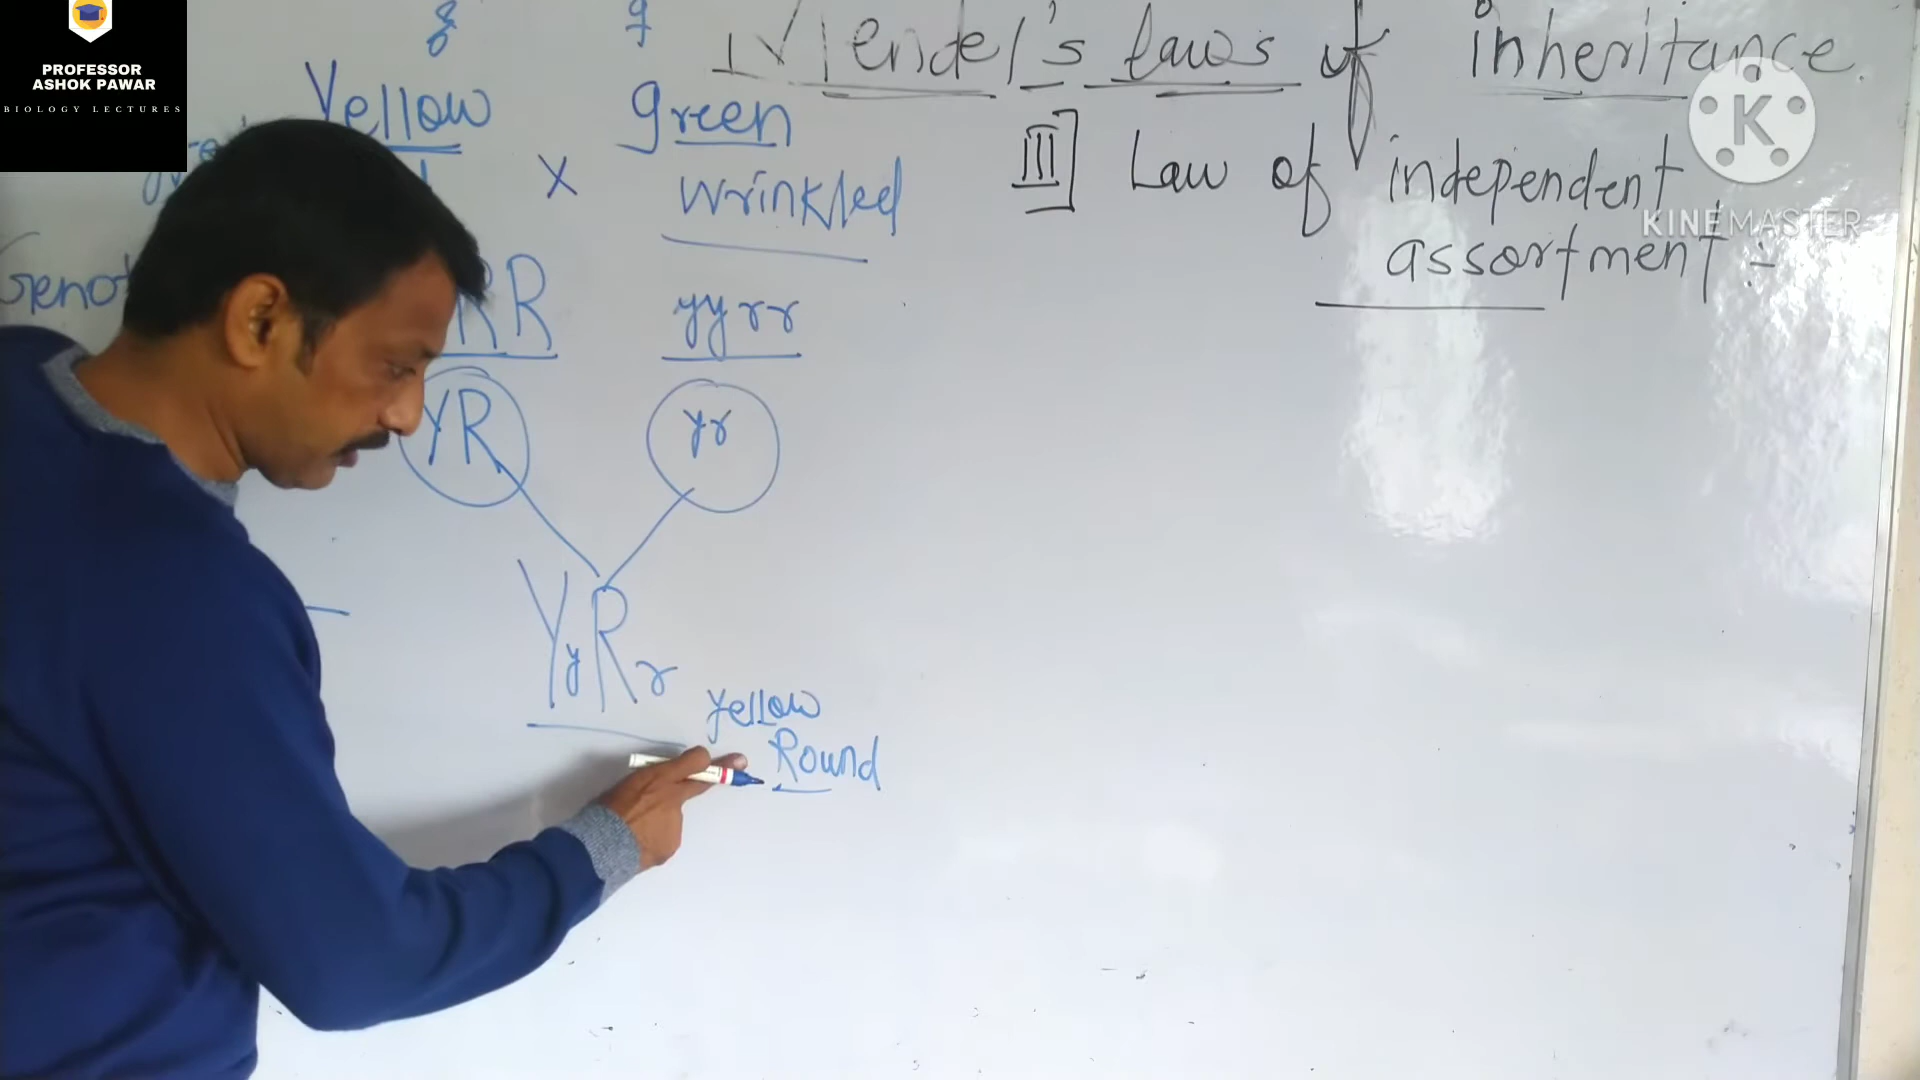 PROFESSOR
ASHOK PAWAR
BIOLOGY LECTURES
Mendel's laws of inheritance.
III] Law of independent
assortment :-
K
KINEMASTER
Yellow
green
X
wrinkled
RR
yyrr
YR
yr
YyRr
yellow
Round